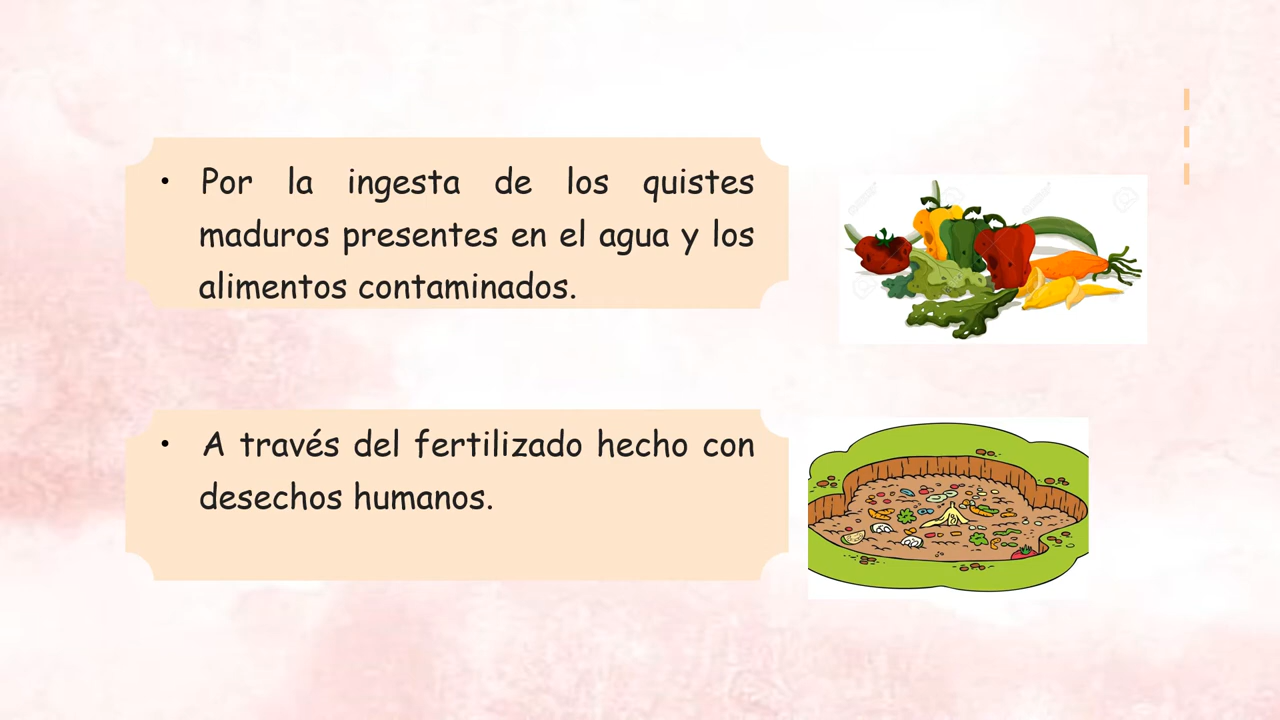 • Por la ingesta de los quistes
maduros presentes en el agua y los
alimentos contaminados.
• A través del fertilizado hecho con
desechos humanos.